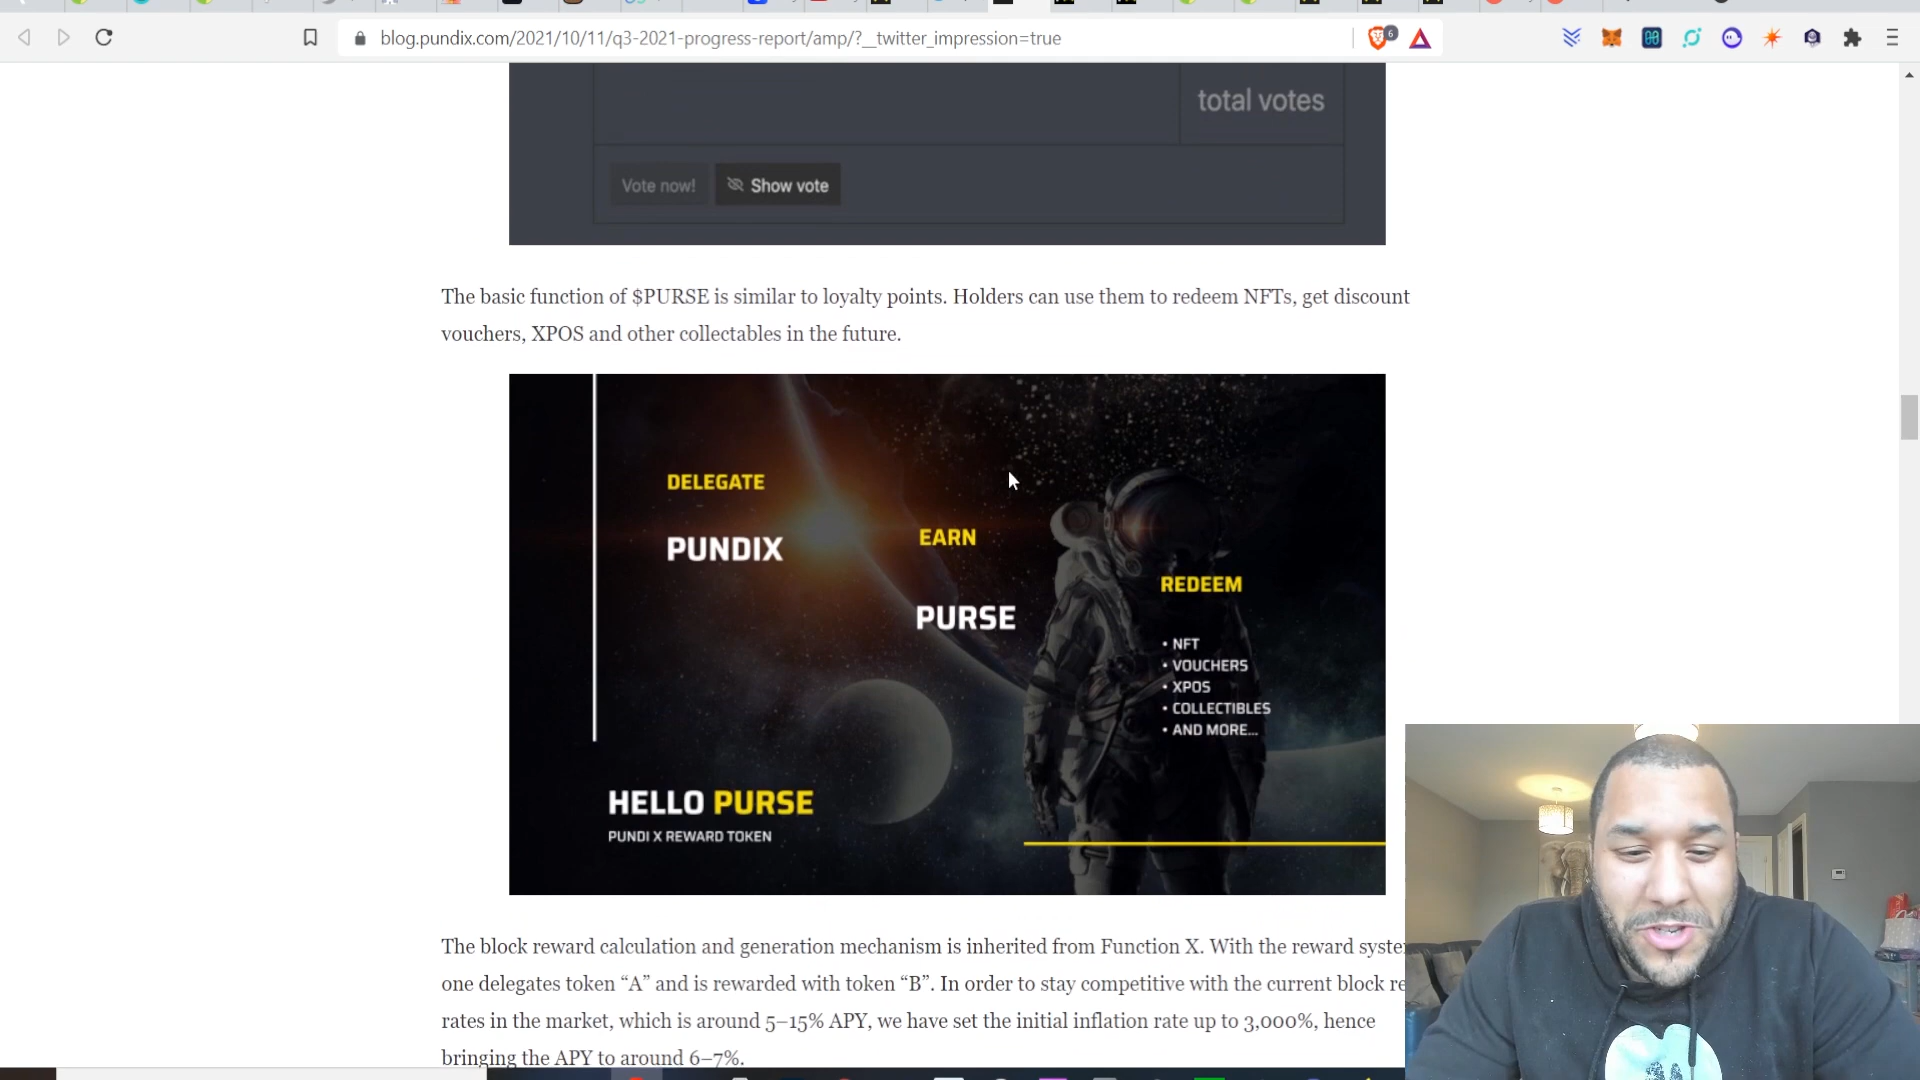 blog.pundix.com/2021/10/11/q3-2021-progress-report/amp/?__twitter_impression=true
6
total votes
Vote now!
Show vote
The basic function of $PURSE is similar to loyalty points. Holders can use them to redeem NFTs, get discount
vouchers, XPOS and other collectables in the future.
DELEGATE
PUNDIX
EARN
PURSE
REDEEM
• NFT
• VOUCHERS
• XPOS
• COLLECTIBLES
• AND MORE...
HELLO PURSE
PUNDI X REWARD TOKEN
The block reward calculation and generation mechanism is inherited from Function X. With the reward
one delegates token “A” and is rewarded with token “B”. In order to stay competitive with the current block
rates in the market, which is around 5–15% APY, we have set the initial inflation rate up to 3,000%, hence
bringing the APY to around 6–7%.